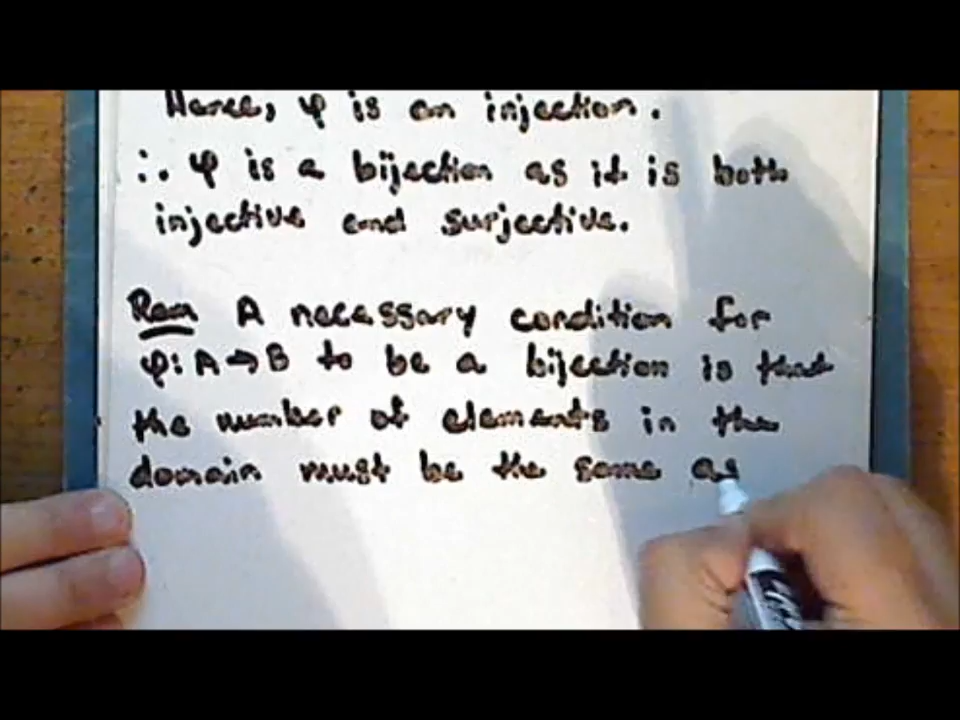 Hence, φ is an injection.
∴ φ is a bijection as it is both
injective and surjective.
Rem A necessary condition for
φ: A → B to be a bijection is that
the number of elements in the
domain must be the same as